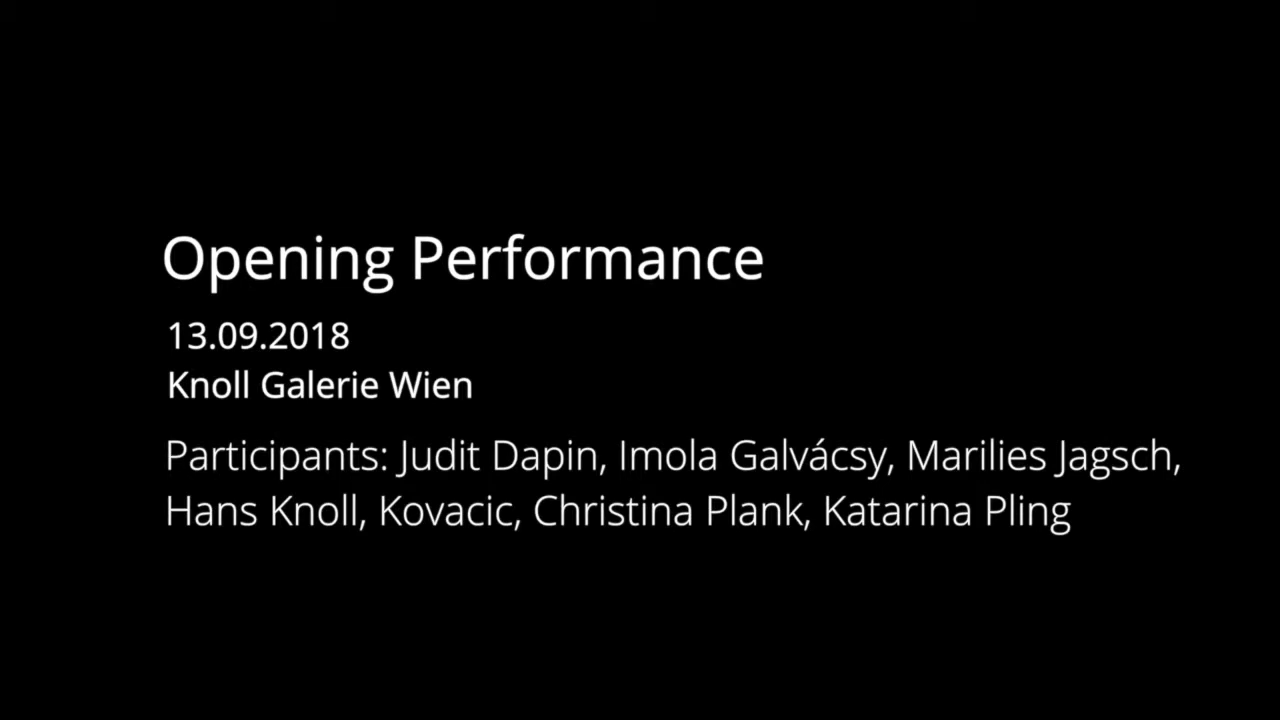 Opening Performance
13.09.2018
Knoll Galerie Wien
Participants: Judit Dapin, Imola Galvácsy, Marilies Jagsch,
Hans Knoll, Kovacic, Christina Plank, Katarina Pling